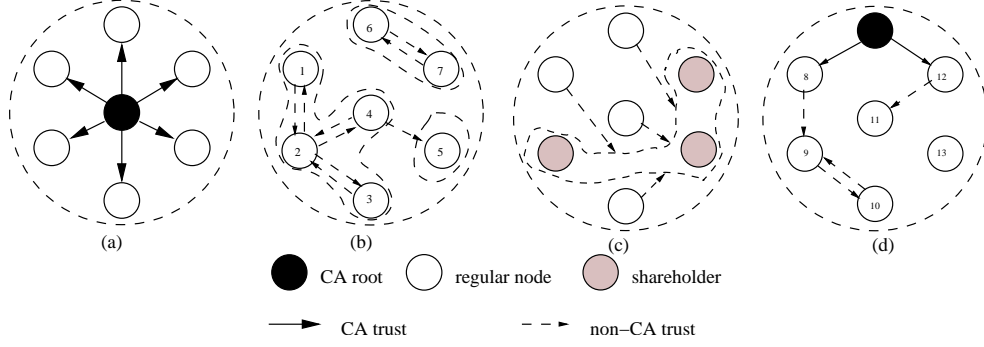 6
7
1
2
4
5
3
8
12
11
9
13
10
(a)
(b)
(c)
(d)
CA root
regular node
shareholder
CA trust
non−CA trust